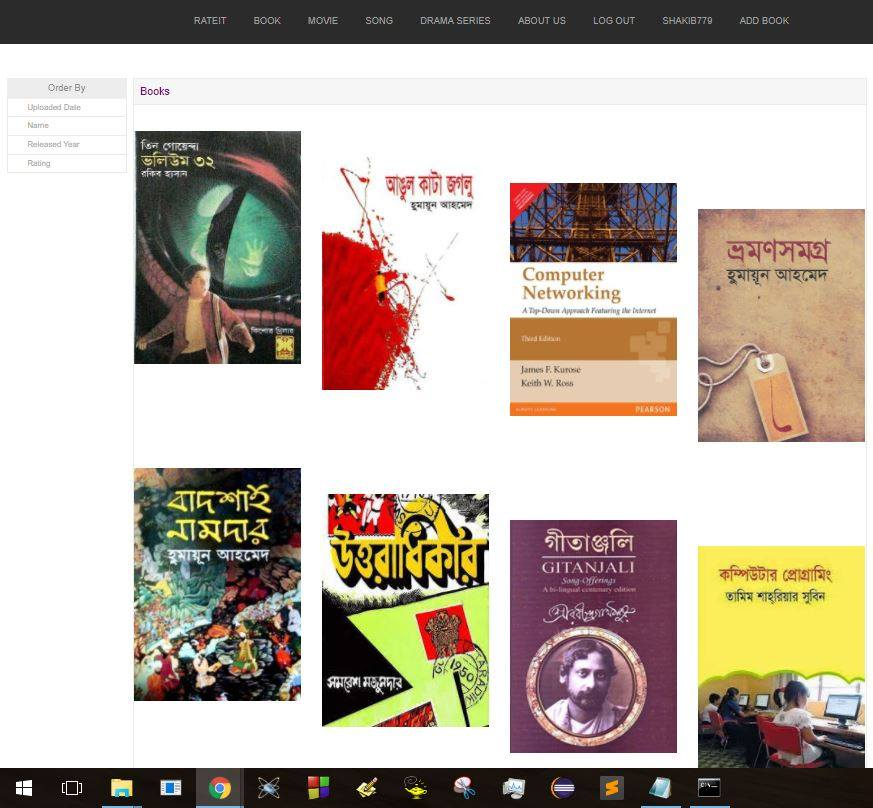 RATEIT BOOK MOVIE SONG DRAMA SERIES ABOUT US LOG OUT SHAKIB779 ADD BOOK
Order By
Uploaded Date
Name
Released Year
Rating
Books
তিন গোয়েন্দা
ভলিউম ৩২
রকিব হাসান
কিশোর থ্রিলার
আঙুল কাটা জগলু
হুমায়ূন আহমেদ
Computer
Networking
A Top-Down Approach Featuring the Internet
Third Edition
James F. Kurose
Keith W. Ross
ALWAYS LEARNING
PEARSON
ভ্রমণসমগ্র
হুমায়ূন আহমেদ
বাদশাহ
নামদার
হুমায়ূন আহমেদ
উত্তরাধিকার
1950
সমরেশ মজুমদার
গীতাঞ্জলি
GITANJALI
Song-Offerings
A bi-lingual centenary edition
শ্রীরবীন্দ্রনাথ ঠাকুর
কম্পিউটার প্রোগ্রামিং
তামিম শাহ্‌রিয়ার সুবিন